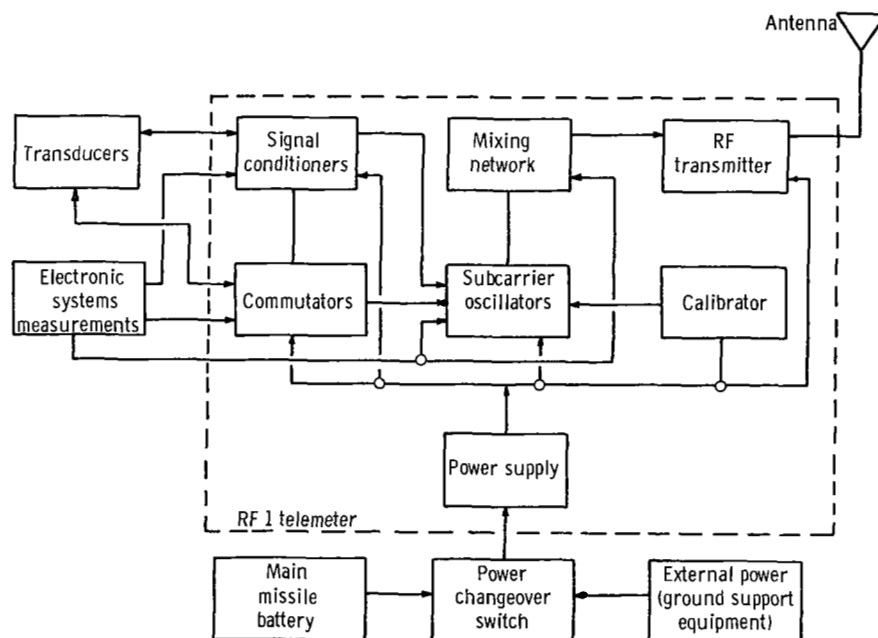 Antenna
Transducers
Signal
conditioners
Mixing
network
RF
transmitter
Electronic
systems
measurements
Commutators
Subcarrier
oscillators
Calibrator
Power supply
RF 1 telemeter
Main
missile
battery
Power
changeover
switch
External power
(ground support
equipment)